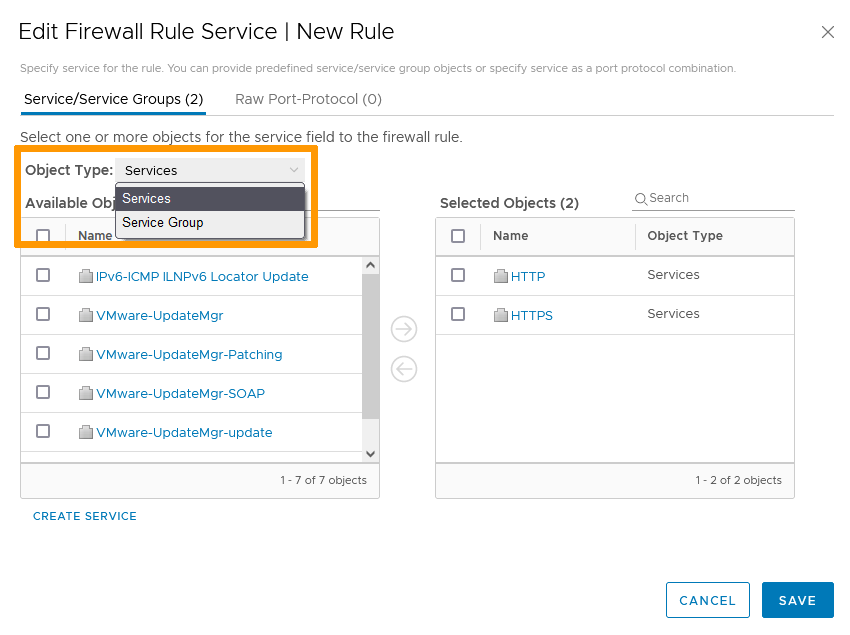 Edit Firewall Rule Service | New Rule
Specify service for the rule. You can provide predefined service/service group objects or specify service as a port protocol combination.
Service/Service Groups (2) Raw Port-Protocol (0)
Select one or more objects for the service field to the firewall rule.
Object Type: Services
Services
Service Group
Available Obj
Name
IPv6-ICMP ILNPv6 Locator Update
VMware-UpdateMgr
VMware-UpdateMgr-Patching
VMware-UpdateMgr-SOAP
VMware-UpdateMgr-update
1 - 7 of 7 objects
CREATE SERVICE
Selected Objects (2) Search
Name Object Type
HTTP Services
HTTPS Services
1 - 2 of 2 objects
CANCEL SAVE